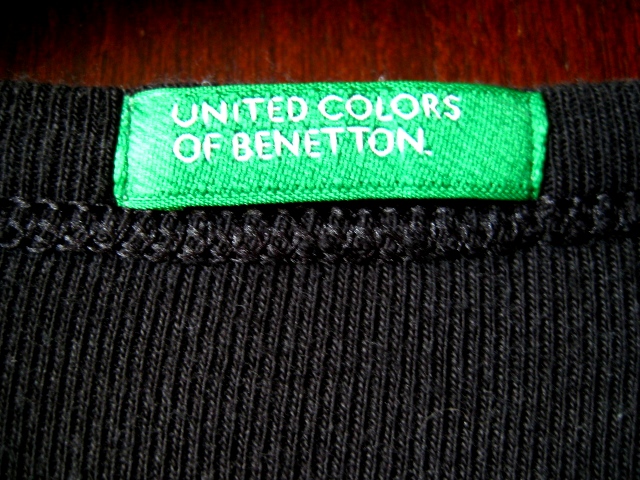 UNITED COLORS
OF BENETTON.